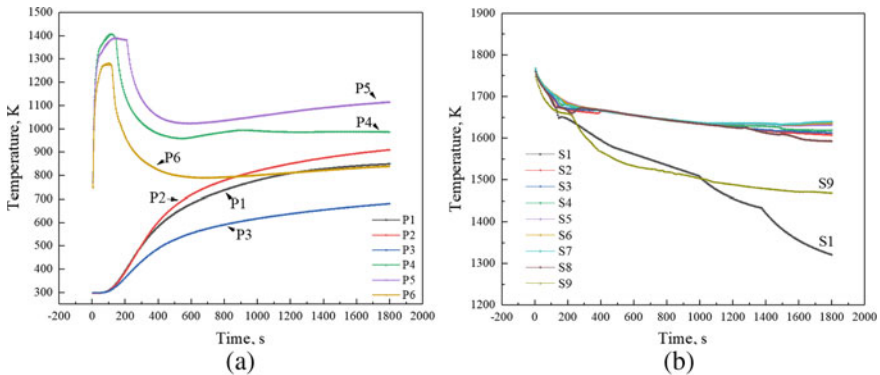 1500
1400
1300
1200
1100
1000
900
800
700
600
500
400
300
Temperature, K
P5
P4
P6
P2
P1
P3
P1
P2
P3
P4
P5
P6
-200 0 200 400 600 800 1000 1200 1400 1600 1800 2000
Time, s
(a)
1900
1800
1700
1600
1500
1400
1300
1200
Temperature, K
S1
S2
S3
S4
S5
S6
S7
S8
S9
S9
S1
-200 0 200 400 600 800 1000 1200 1400 1600 1800 2000
Time, s
(b)